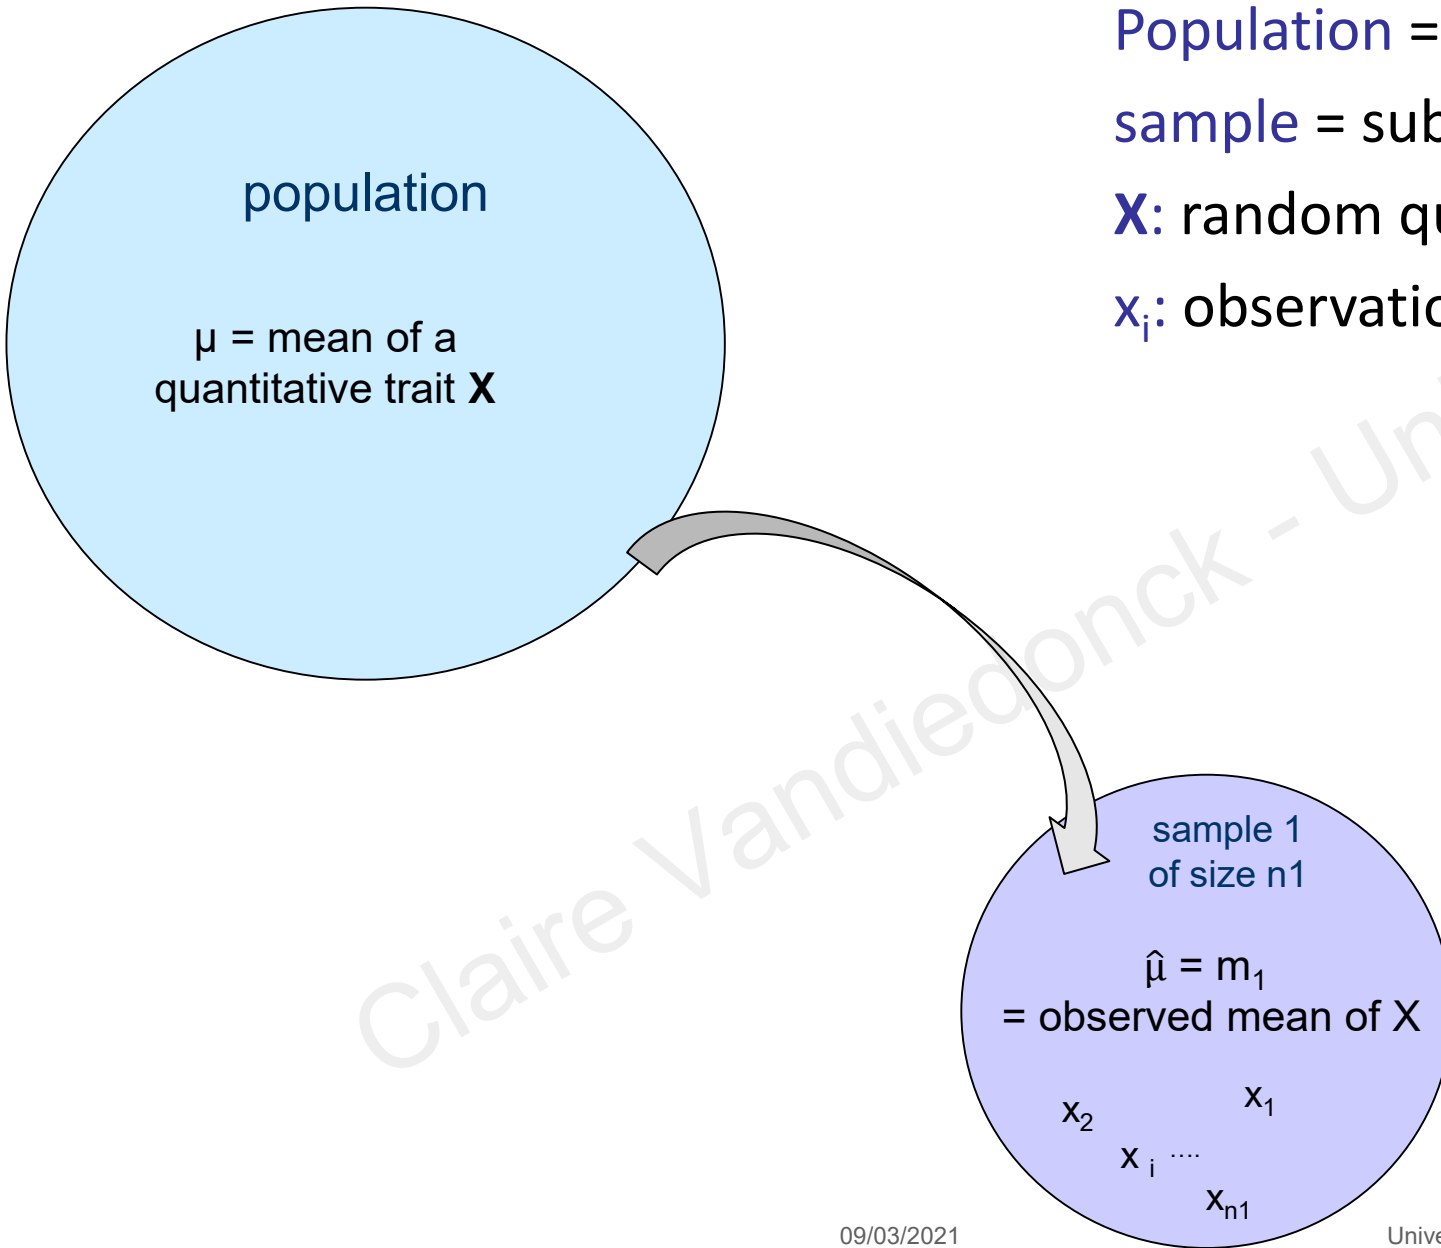 Population =
sample = sub
X: random qu
xᵢ: observatio
population
μ = mean of a
quantitative trait X
sample 1
of size n1
μ̂ = m₁
= observed mean of X
x₁
x₂
x ᵢ ....
xₙ₁
Claire Vandiedonck - Uni
09/03/2021
Unive